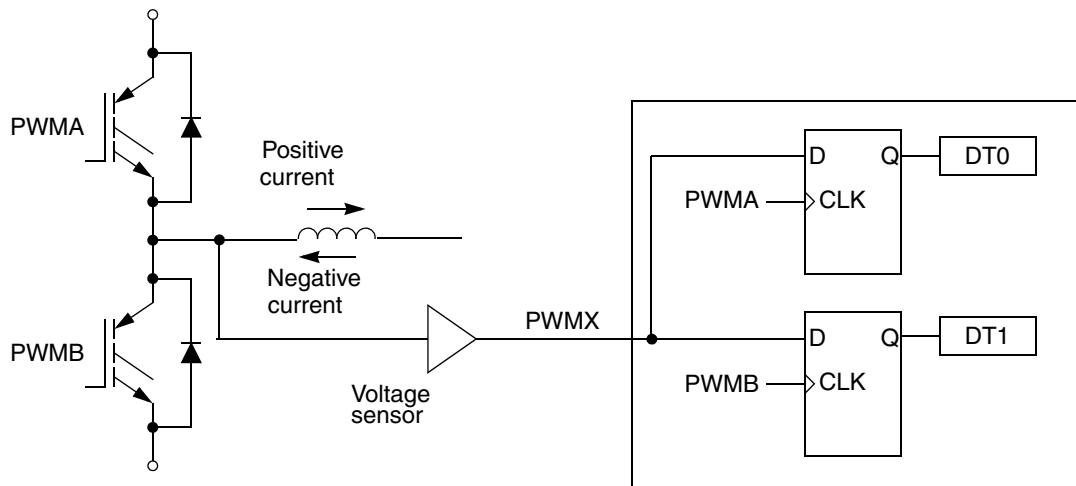 PWMA
Positive
current
Negative
current
PWMB
Voltage
sensor
PWMX
D
Q
DT0
PWMA
CLK
D
Q
DT1
PWMB
CLK